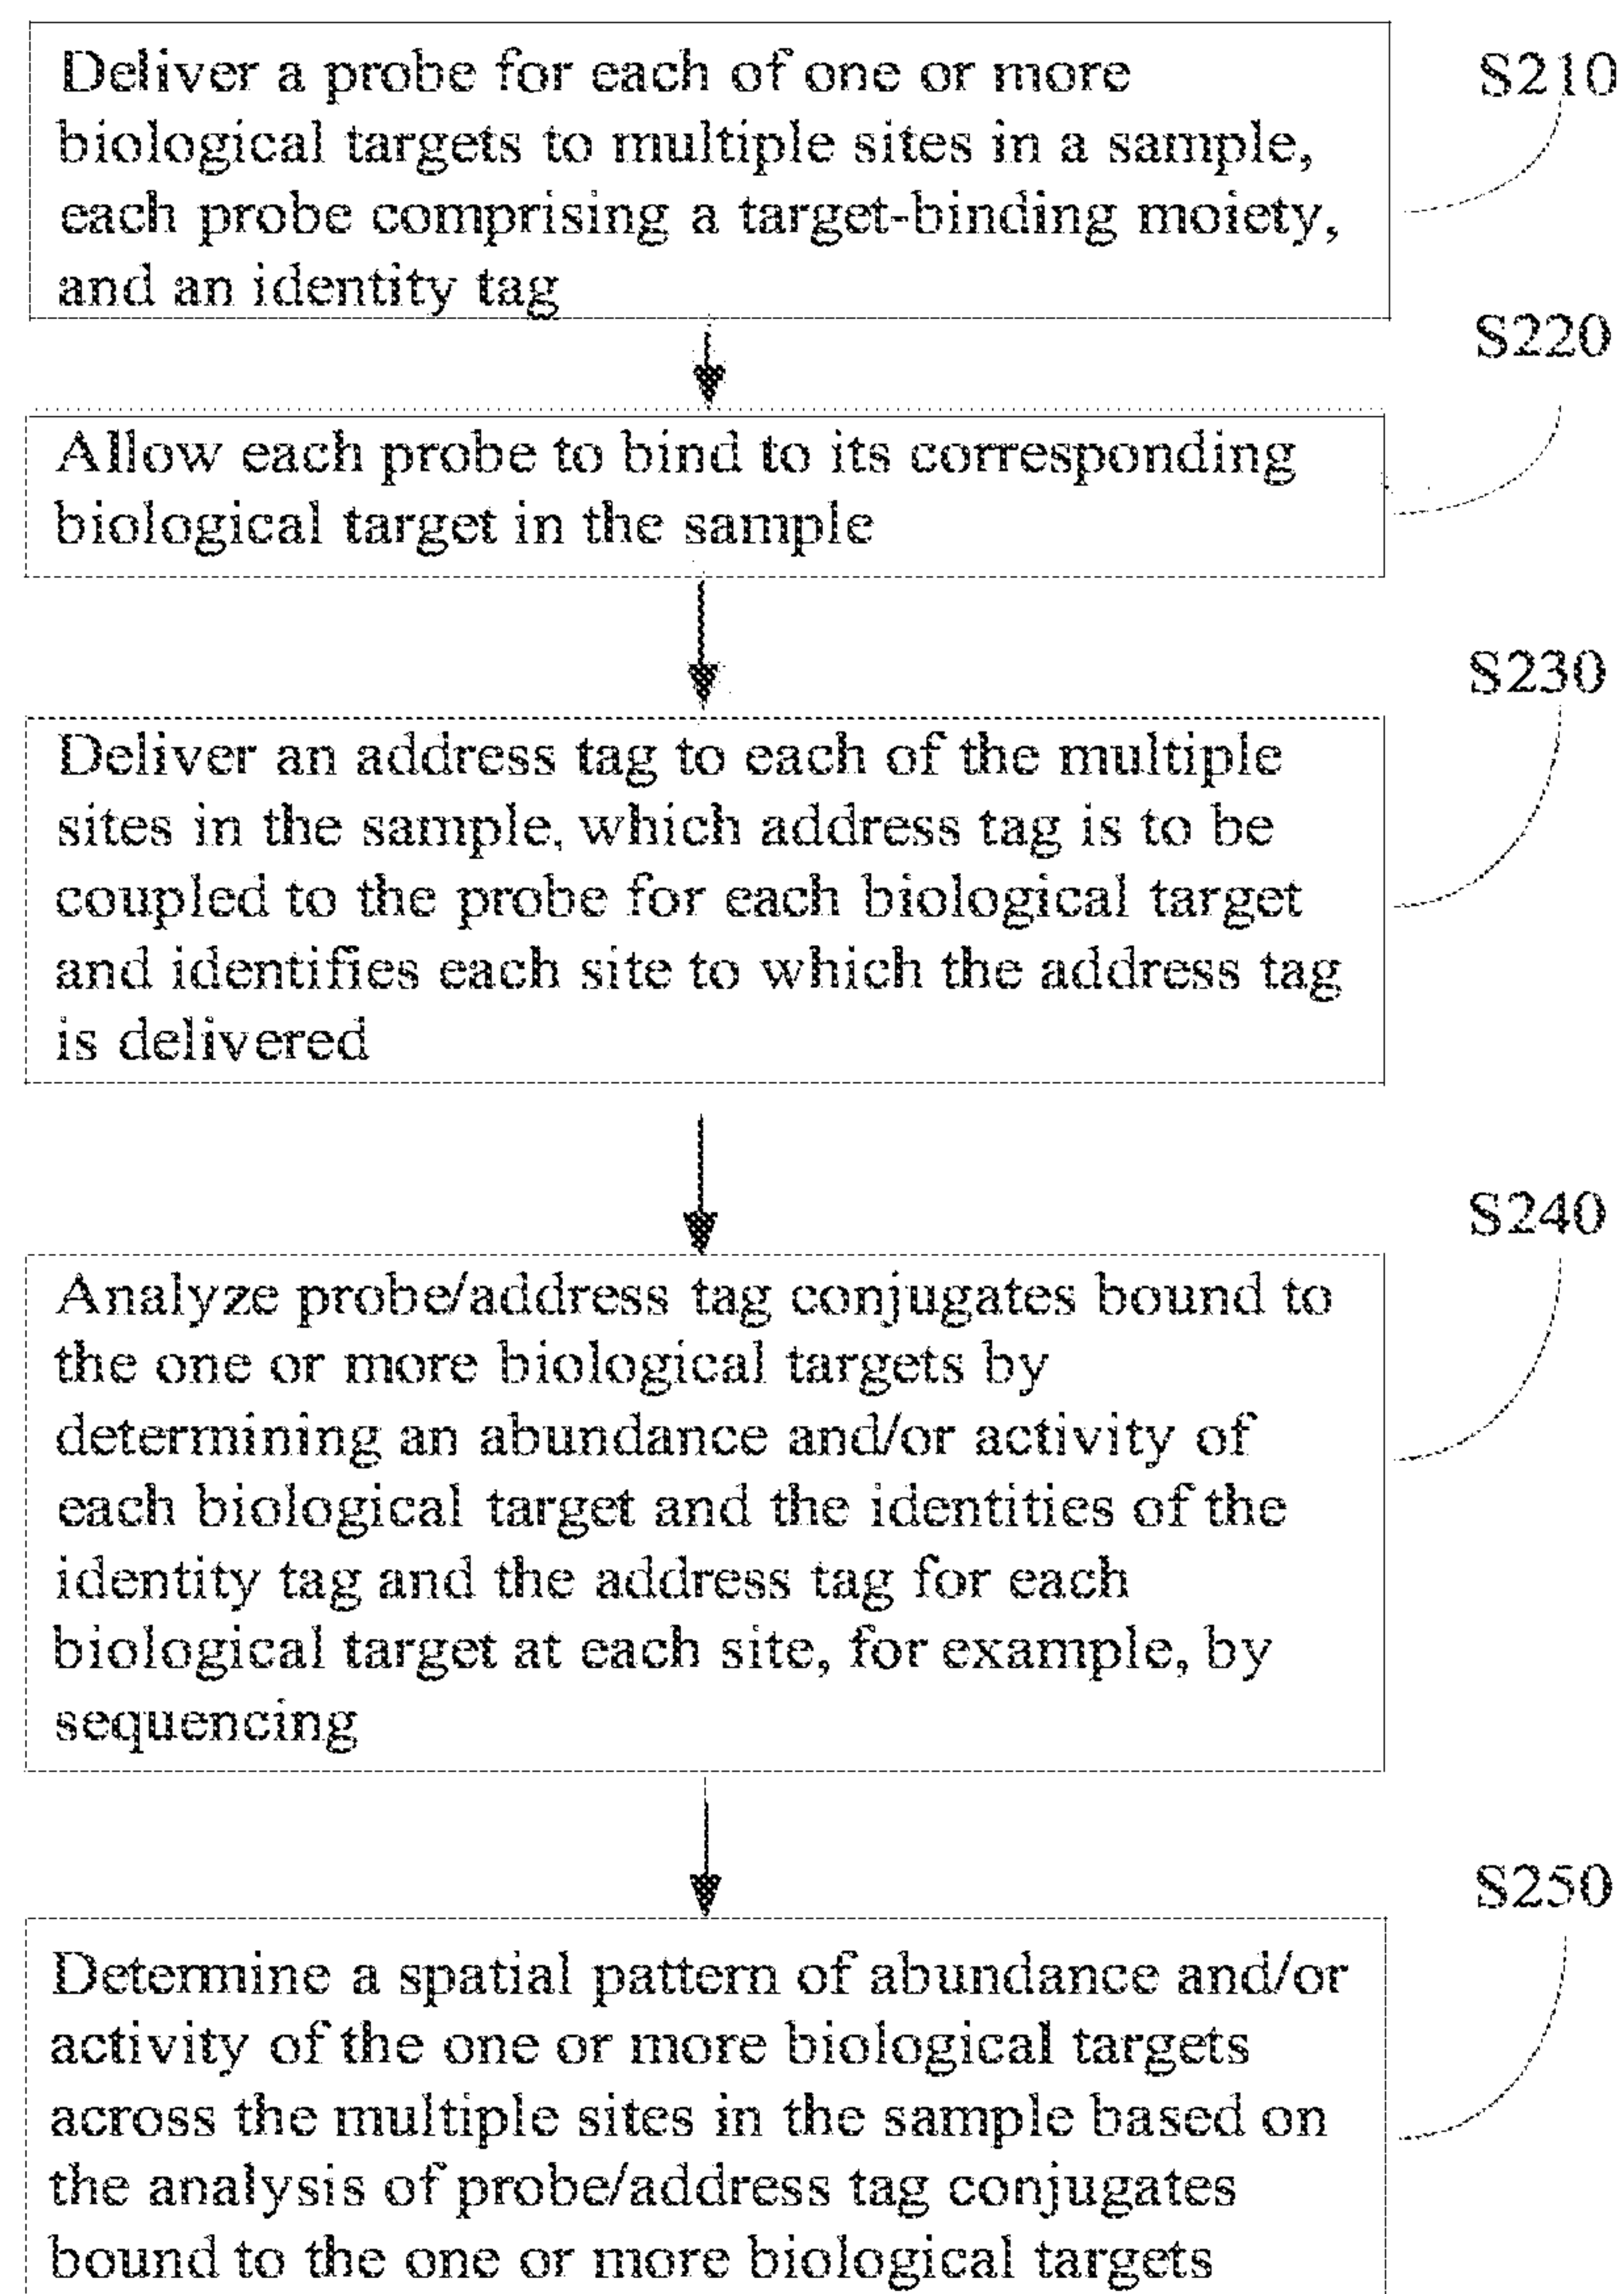 Deliver a probe for each of one or more
biological targets to multiple sites in a sample,
each probe comprising a target-binding moiety,
and an identity tag
S210
Allow each probe to bind to its corresponding
biological target in the sample
S220
Deliver an address tag to each of the multiple
sites in the sample, which address tag is to be
coupled to the probe for each biological target
and identifies each site to which the address tag
is delivered
S230
Analyze probe/address tag conjugates bound to
the one or more biological targets by
determining an abundance and/or activity of
each biological target and the identities of the
identity tag and the address tag for each
biological target at each site, for example, by
sequencing
S240
Determine a spatial pattern of abundance and/or
activity of the one or more biological targets
across the multiple sites in the sample based on
the analysis of probe/address tag conjugates
bound to the one or more biological targets
S250